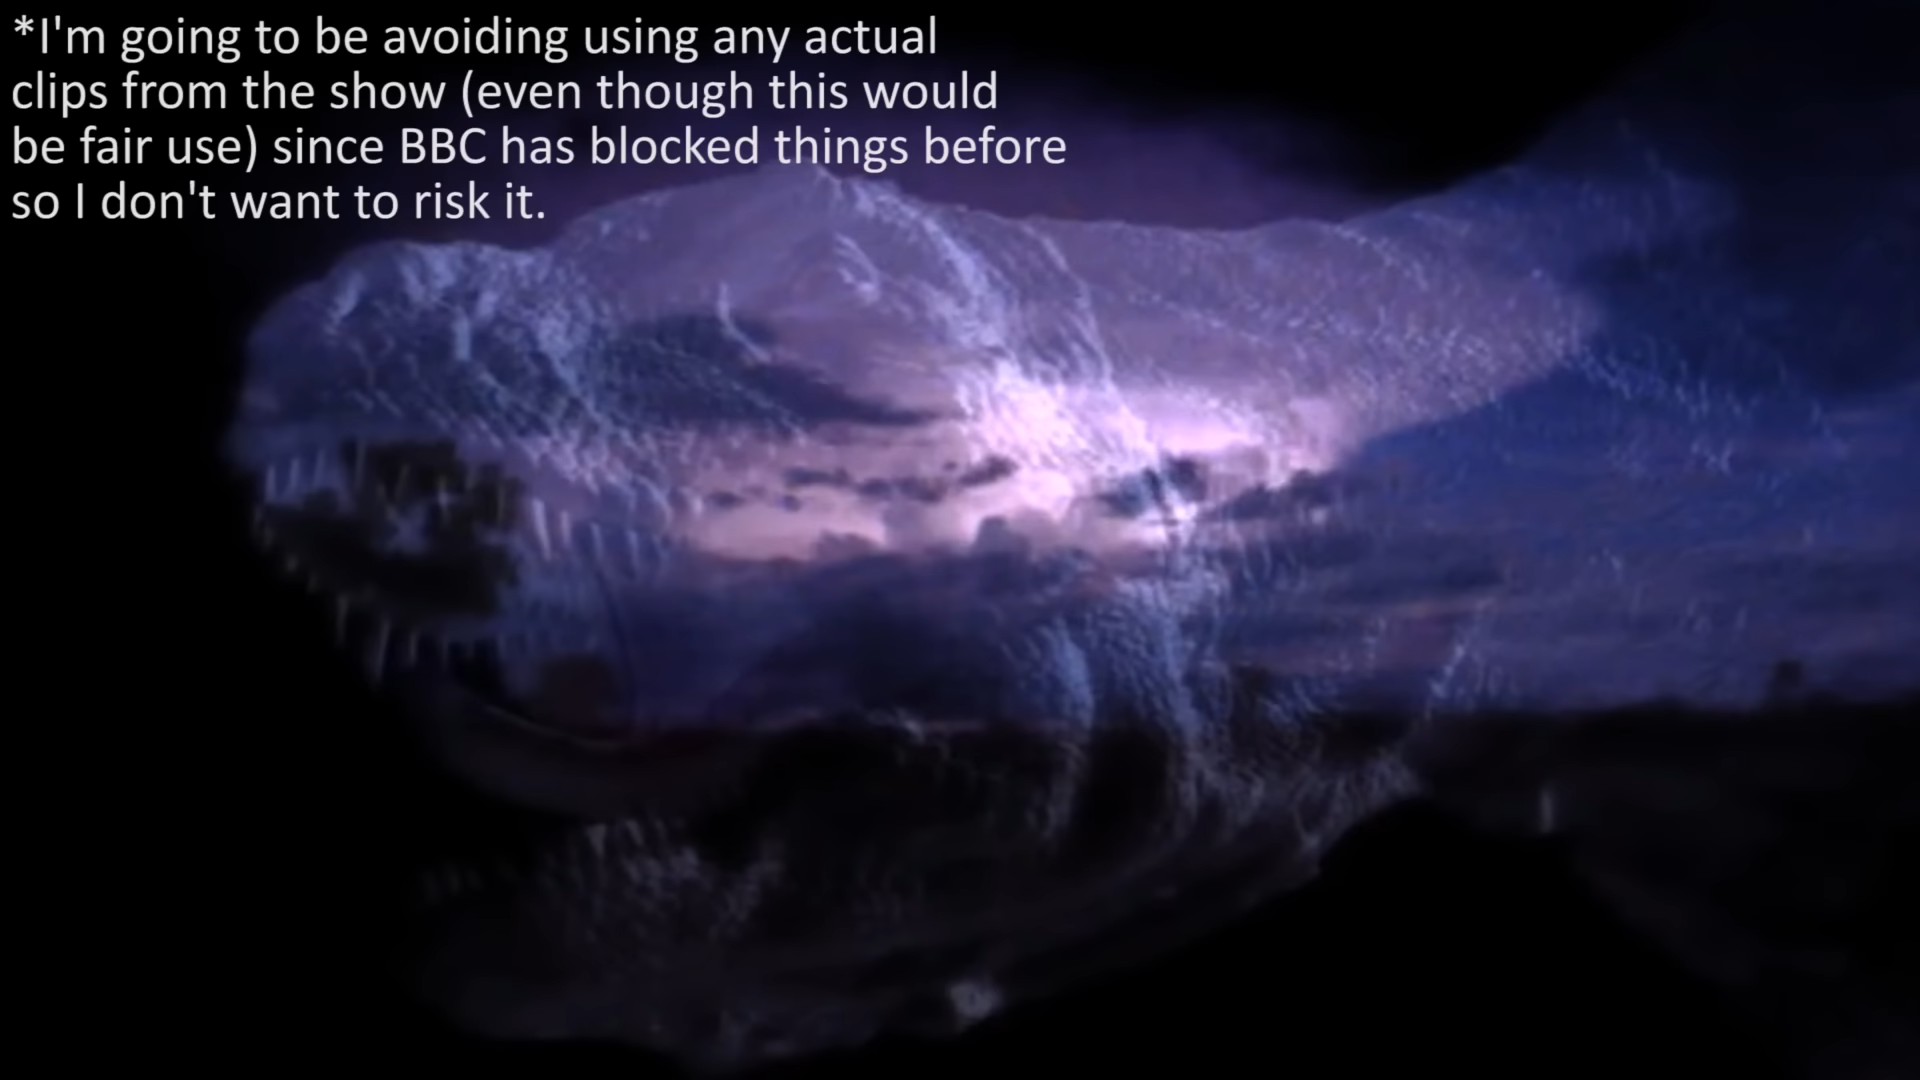 *I'm going to be avoiding using any actual
clips from the show (even though this would
be fair use) since BBC has blocked things before
so I don't want to risk it.